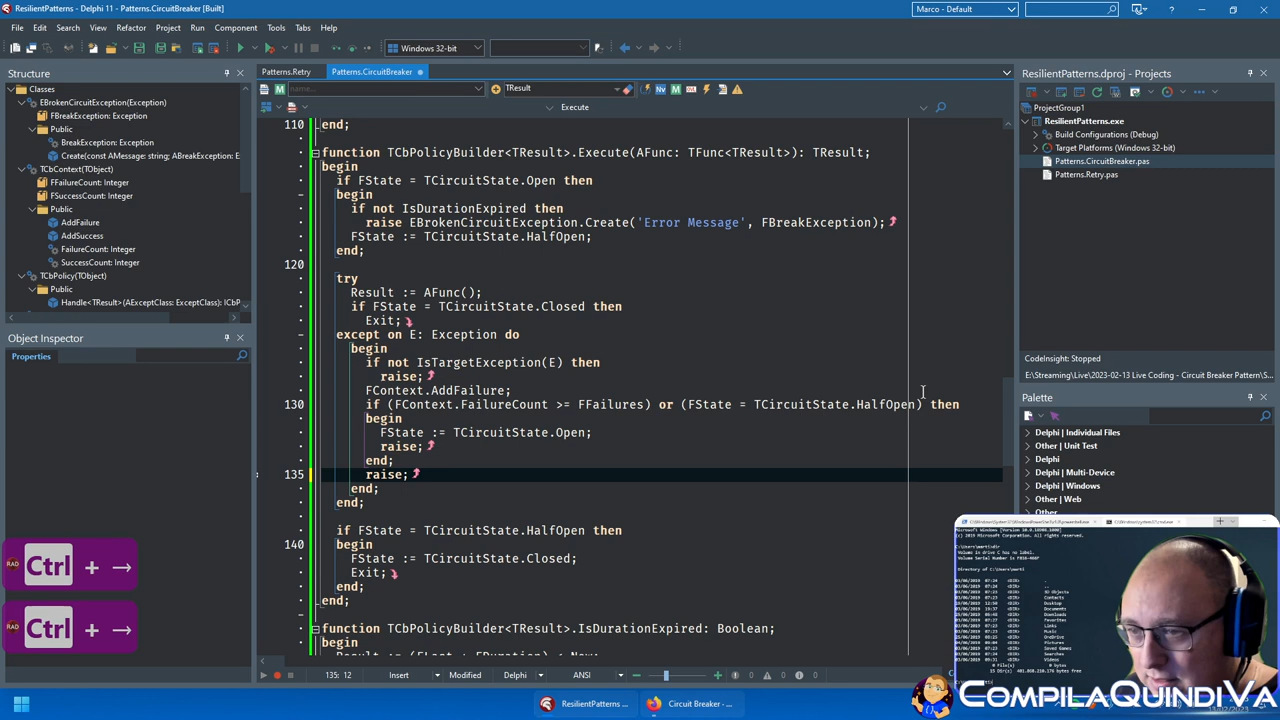 ResilientPatterns - Delphi 11 - Patterns.CircuitBreaker [Built]
Marco - Default
File Edit Search View Refactor Project Run Component Tools Tabs Help
Windows 32-bit
Structure
Patterns.Retry Patterns.CircuitBreaker
ResilientPatterns.dproj - Projects
Classes
name...
TResult
EBrokenCircuitException(Exception)
FBreakException: Exception
Public
BreakException: Exception
Create(const AMessage: string; ABreakException: E
TCbContext(TObject)
FFailureCount: Integer
FSuccessCount: Integer
Public
AddFailure
AddSuccess
FailureCount: Integer
SuccessCount: Integer
TCbPolicy(TObject)
Public
Handle<TResult>(AExceptClass: ExceptClass): ICbP
Object Inspector
Properties
Execute
110 end;
function TCbPolicyBuilder<TResult>.Execute(AFunc: TFunc<TResult>): TResult;
begin
if FState = TCircuitState.Open then
begin
if not IsDurationExpired then
raise EBrokenCircuitException.Create('Error Message', FBreakException);
FState := TCircuitState.HalfOpen;
end;
120
try
Result := AFunc();
if FState = TCircuitState.Closed then
Exit;
except on E: Exception do
begin
if not IsTargetException(E) then
raise;
FContext.AddFailure;
130 if (FContext.FailureCount >= FFailures) or (FState = TCircuitState.HalfOpen) then
begin
FState := TCircuitState.Open;
raise;
end;
135 raise;
end;
end;
if FState = TCircuitState.HalfOpen then
140 begin
FState := TCircuitState.Closed;
Exit;
end;
end;
function TCbPolicyBuilder<TResult>.IsDurationExpired: Boolean;
begin
Insert Modified Delphi
ProjectGroup1
ResilientPatterns.exe
Build Configurations (Debug)
Target Platforms (Windows 32-bit)
Patterns.CircuitBreaker.pas
Patterns.Retry.pas
CodeInsight: Stopped
E:\Streaming\Live\2023-02-13 Live Coding - Circuit Breaker Pattern\S...
Palette
Delphi | Individual Files
Other | Unit Test
Delphi
Delphi | Multi-Device
Delphi | Windows
Other | Web
Other
RAD Ctrl + →
RAD Ctrl + →
ResilientPatterns ...
Circuit Breaker - ...
COMPILAQUINDIVA